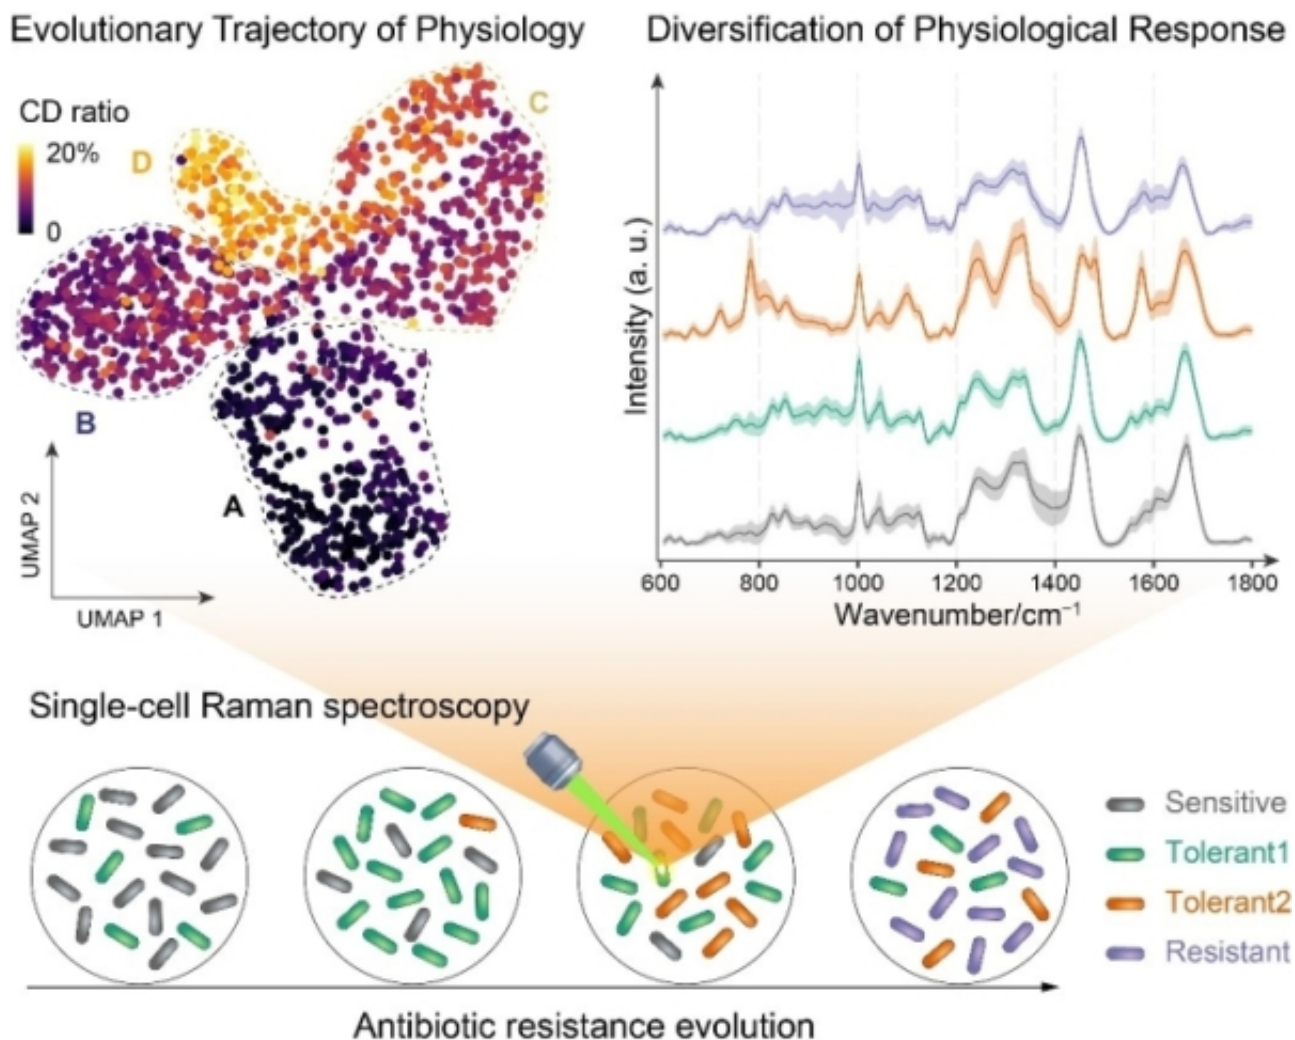 Evolutionary Trajectory of Physiology
CD ratio
20%
0
D
C
B
A
UMAP 2
UMAP 1
Diversification of Physiological Response
Intensity (a. u.)
600 800 1000 1200 1400 1600 1800
Wavenumber/cm⁻¹
Single-cell Raman spectroscopy
Sensitive
Tolerant1
Tolerant2
Resistant
Antibiotic resistance evolution